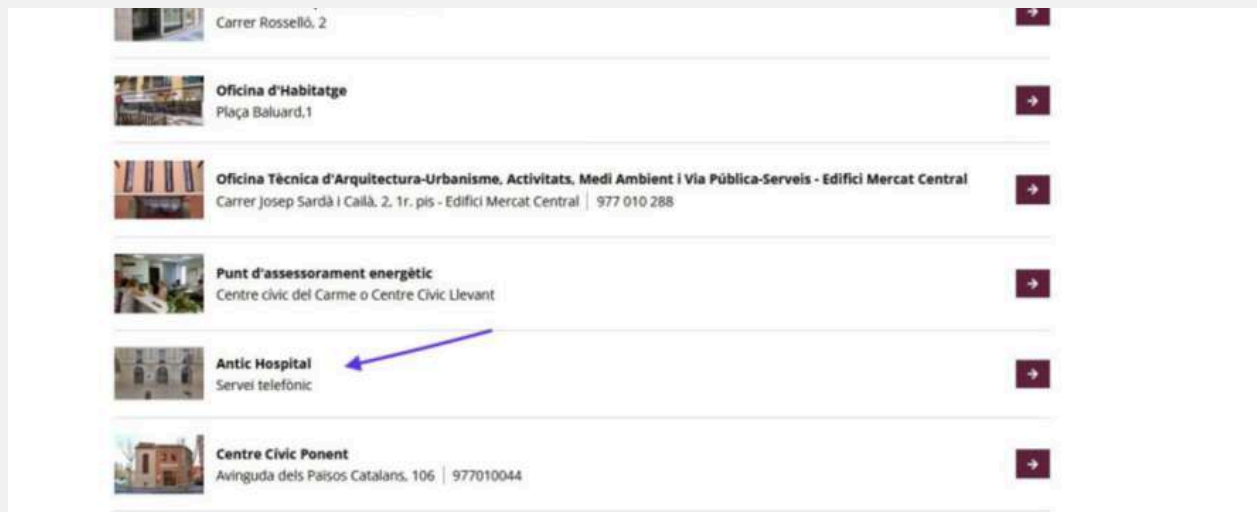 Carrer Rosselló, 2
Oficina d'Habitatge
Plaça Baluard,1
Oficina Tècnica d'Arquitectura-Urbanisme, Activitats, Medi Ambient i Via Pública-Serveis - Edifici Mercat Central
Carrer Josep Sardà i Cailà, 2, 1r. pis - Edifici Mercat Central | 977 010 288
Punt d'assessorament energètic
Centre cívic del Carme o Centre Cívic Llevant
Antic Hospital
Servei telefònic
Centre Cívic Ponent
Avinguda dels Països Catalans, 106 | 977010044